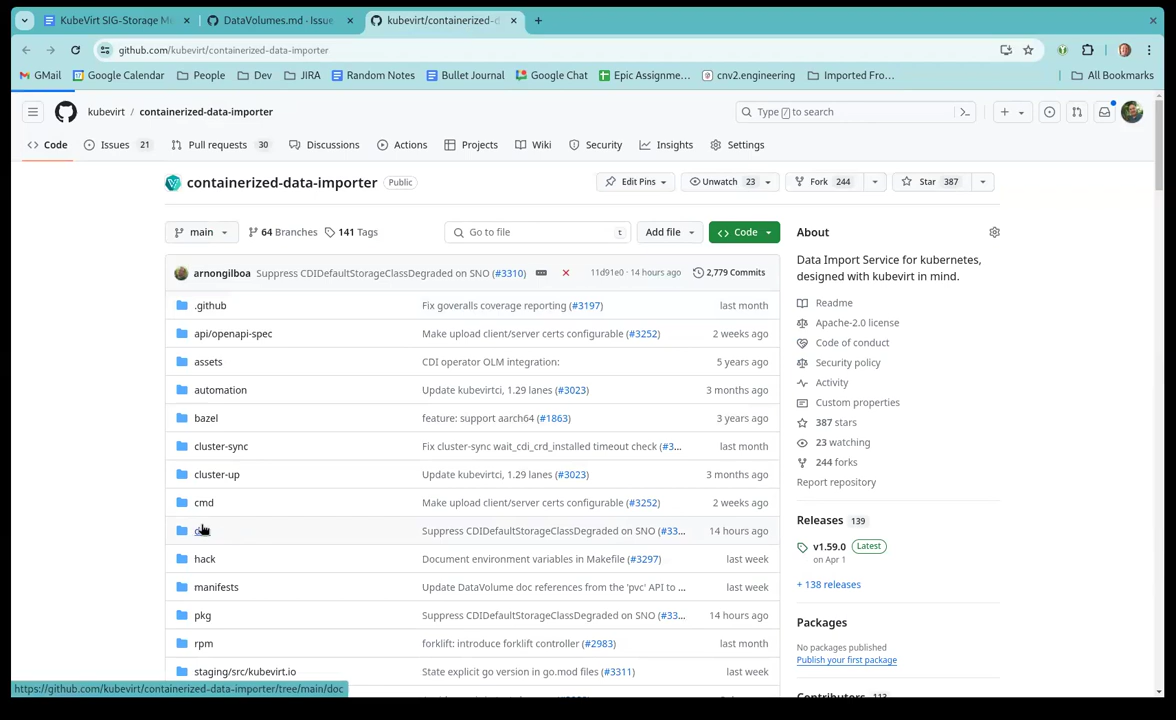 KubeVirt SIG-Storage M
DataVolumes.md · Issue
kubevirt/containerized-d
github.com/kubevirt/containerized-data-importer
GMail
Google Calendar
People
Dev
JIRA
Random Notes
Bullet Journal
Google Chat
Epic Assignme...
cnv2.engineering
Imported Fro...
All Bookmarks
kubevirt / containerized-data-importer
Type / to search
Code
Issues 21
Pull requests 30
Discussions
Actions
Projects
Wiki
Security
Insights
Settings
containerized-data-importer Public
Edit Pins
Unwatch 23
Fork 244
Star 387
main
64 Branches
141 Tags
Go to file t
Add file
Code
arnongilboa Suppress CDIDefaultStorageClassDegraded on SNO (#3310) 11d91e0 · 14 hours ago 2,779 Commits
.github Fix goveralls coverage reporting (#3197) last month
api/openapi-spec Make upload client/server certs configurable (#3252) 2 weeks ago
assets CDI operator OLM integration: 5 years ago
automation Update kubevirtci, 1.29 lanes (#3023) 3 months ago
bazel feature: support aarch64 (#1863) 3 years ago
cluster-sync Fix cluster-sync wait_cdi_crd_installed timeout check (#3... last month
cluster-up Update kubevirtci, 1.29 lanes (#3023) 3 months ago
cmd Make upload client/server certs configurable (#3252) 2 weeks ago
Suppress CDIDefaultStorageClassDegraded on SNO (#33... 14 hours ago
hack Document environment variables in Makefile (#3297) last week
manifests Update DataVolume doc references from the 'pvc' API to ... last week
pkg Suppress CDIDefaultStorageClassDegraded on SNO (#33... 14 hours ago
rpm forklift: introduce forklift controller (#2983) last month
staging/src/kubevirt.io State explicit go version in go.mod files (#3311) last week
About
Data Import Service for kubernetes,
designed with kubevirt in mind.
Readme
Apache-2.0 license
Code of conduct
Security policy
Activity
Custom properties
387 stars
23 watching
244 forks
Report repository
Releases 139
v1.59.0 Latest
on Apr 1
+ 138 releases
Packages
No packages published
Publish your first package
Contributors 113
https://github.com/kubevirt/containerized-data-importer/tree/main/doc